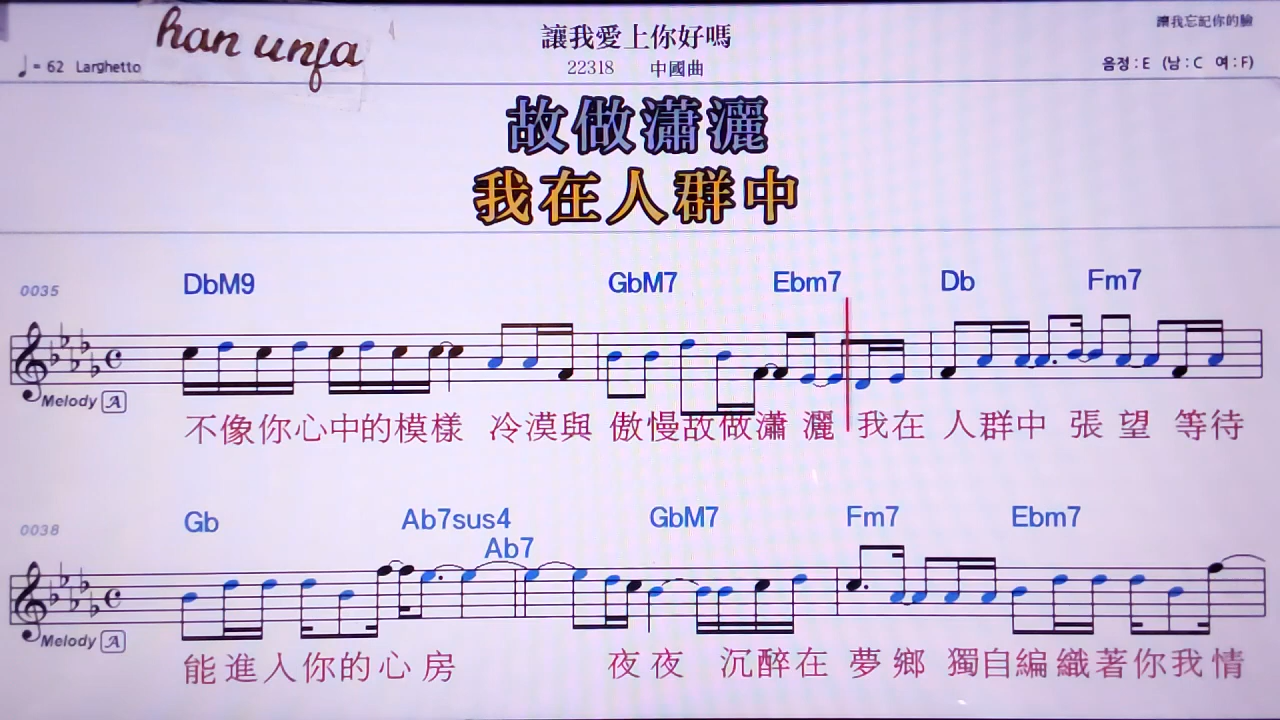 han unfa
讓我愛上你好嗎
讓我忘記你的臉
♩= 62 Larghetto
22318 中國曲
음정 : E (남 : C 여 : F)
故做瀟灑
我在人群中
0035 DbM9 GbM7 Ebm7 Db Fm7
Melody A
不像你心中的模樣 冷漠與 傲慢故做瀟灑 我在 人群中 張望 等待
0038 Gb Ab7sus4 GbM7 Fm7 Ebm7
Ab7
Melody A
能進人你的心房 夜夜 沉醉在 夢鄉 獨自編織著你我情